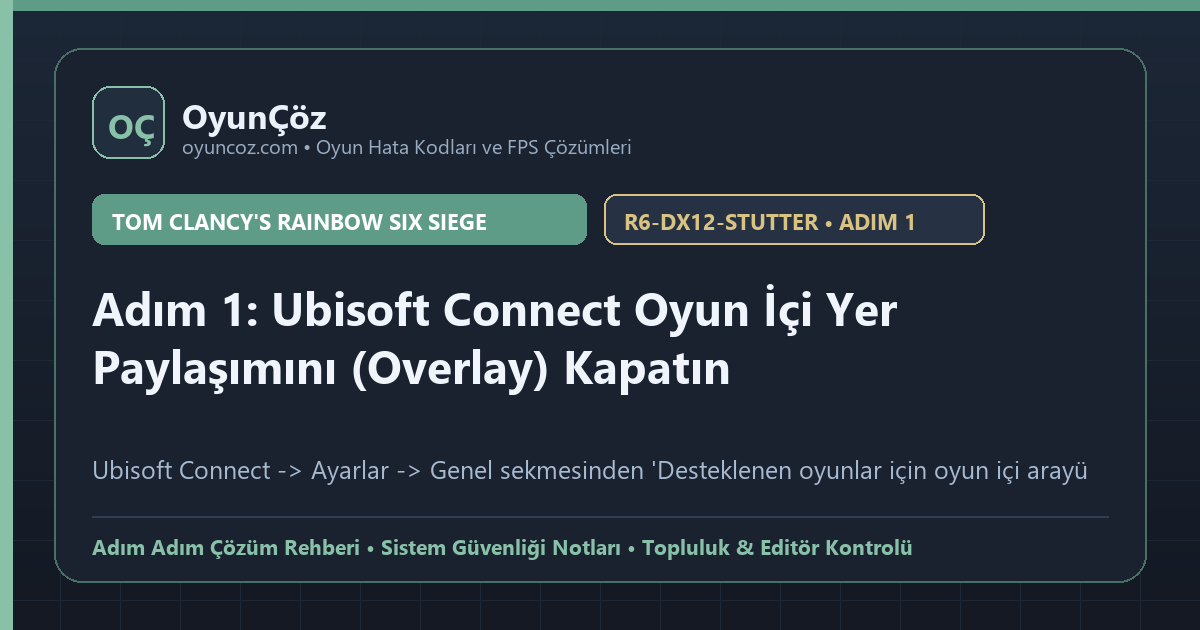 OÇ
OyunÇöz
oyuncoz.com • Oyun Hata Kodları ve FPS Çözümleri
TOM CLANCY'S RAINBOW SIX SIEGE
R6-DX12-STUTTER • ADIM 1
Adım 1: Ubisoft Connect Oyun İçi Yer
Paylaşımını (Overlay) Kapatın
Ubisoft Connect -> Ayarlar -> Genel sekmesinden 'Desteklenen oyunlar için oyun içi arayü
Adım Adım Çözüm Rehberi • Sistem Güvenliği Notları • Topluluk & Editör Kontrolü